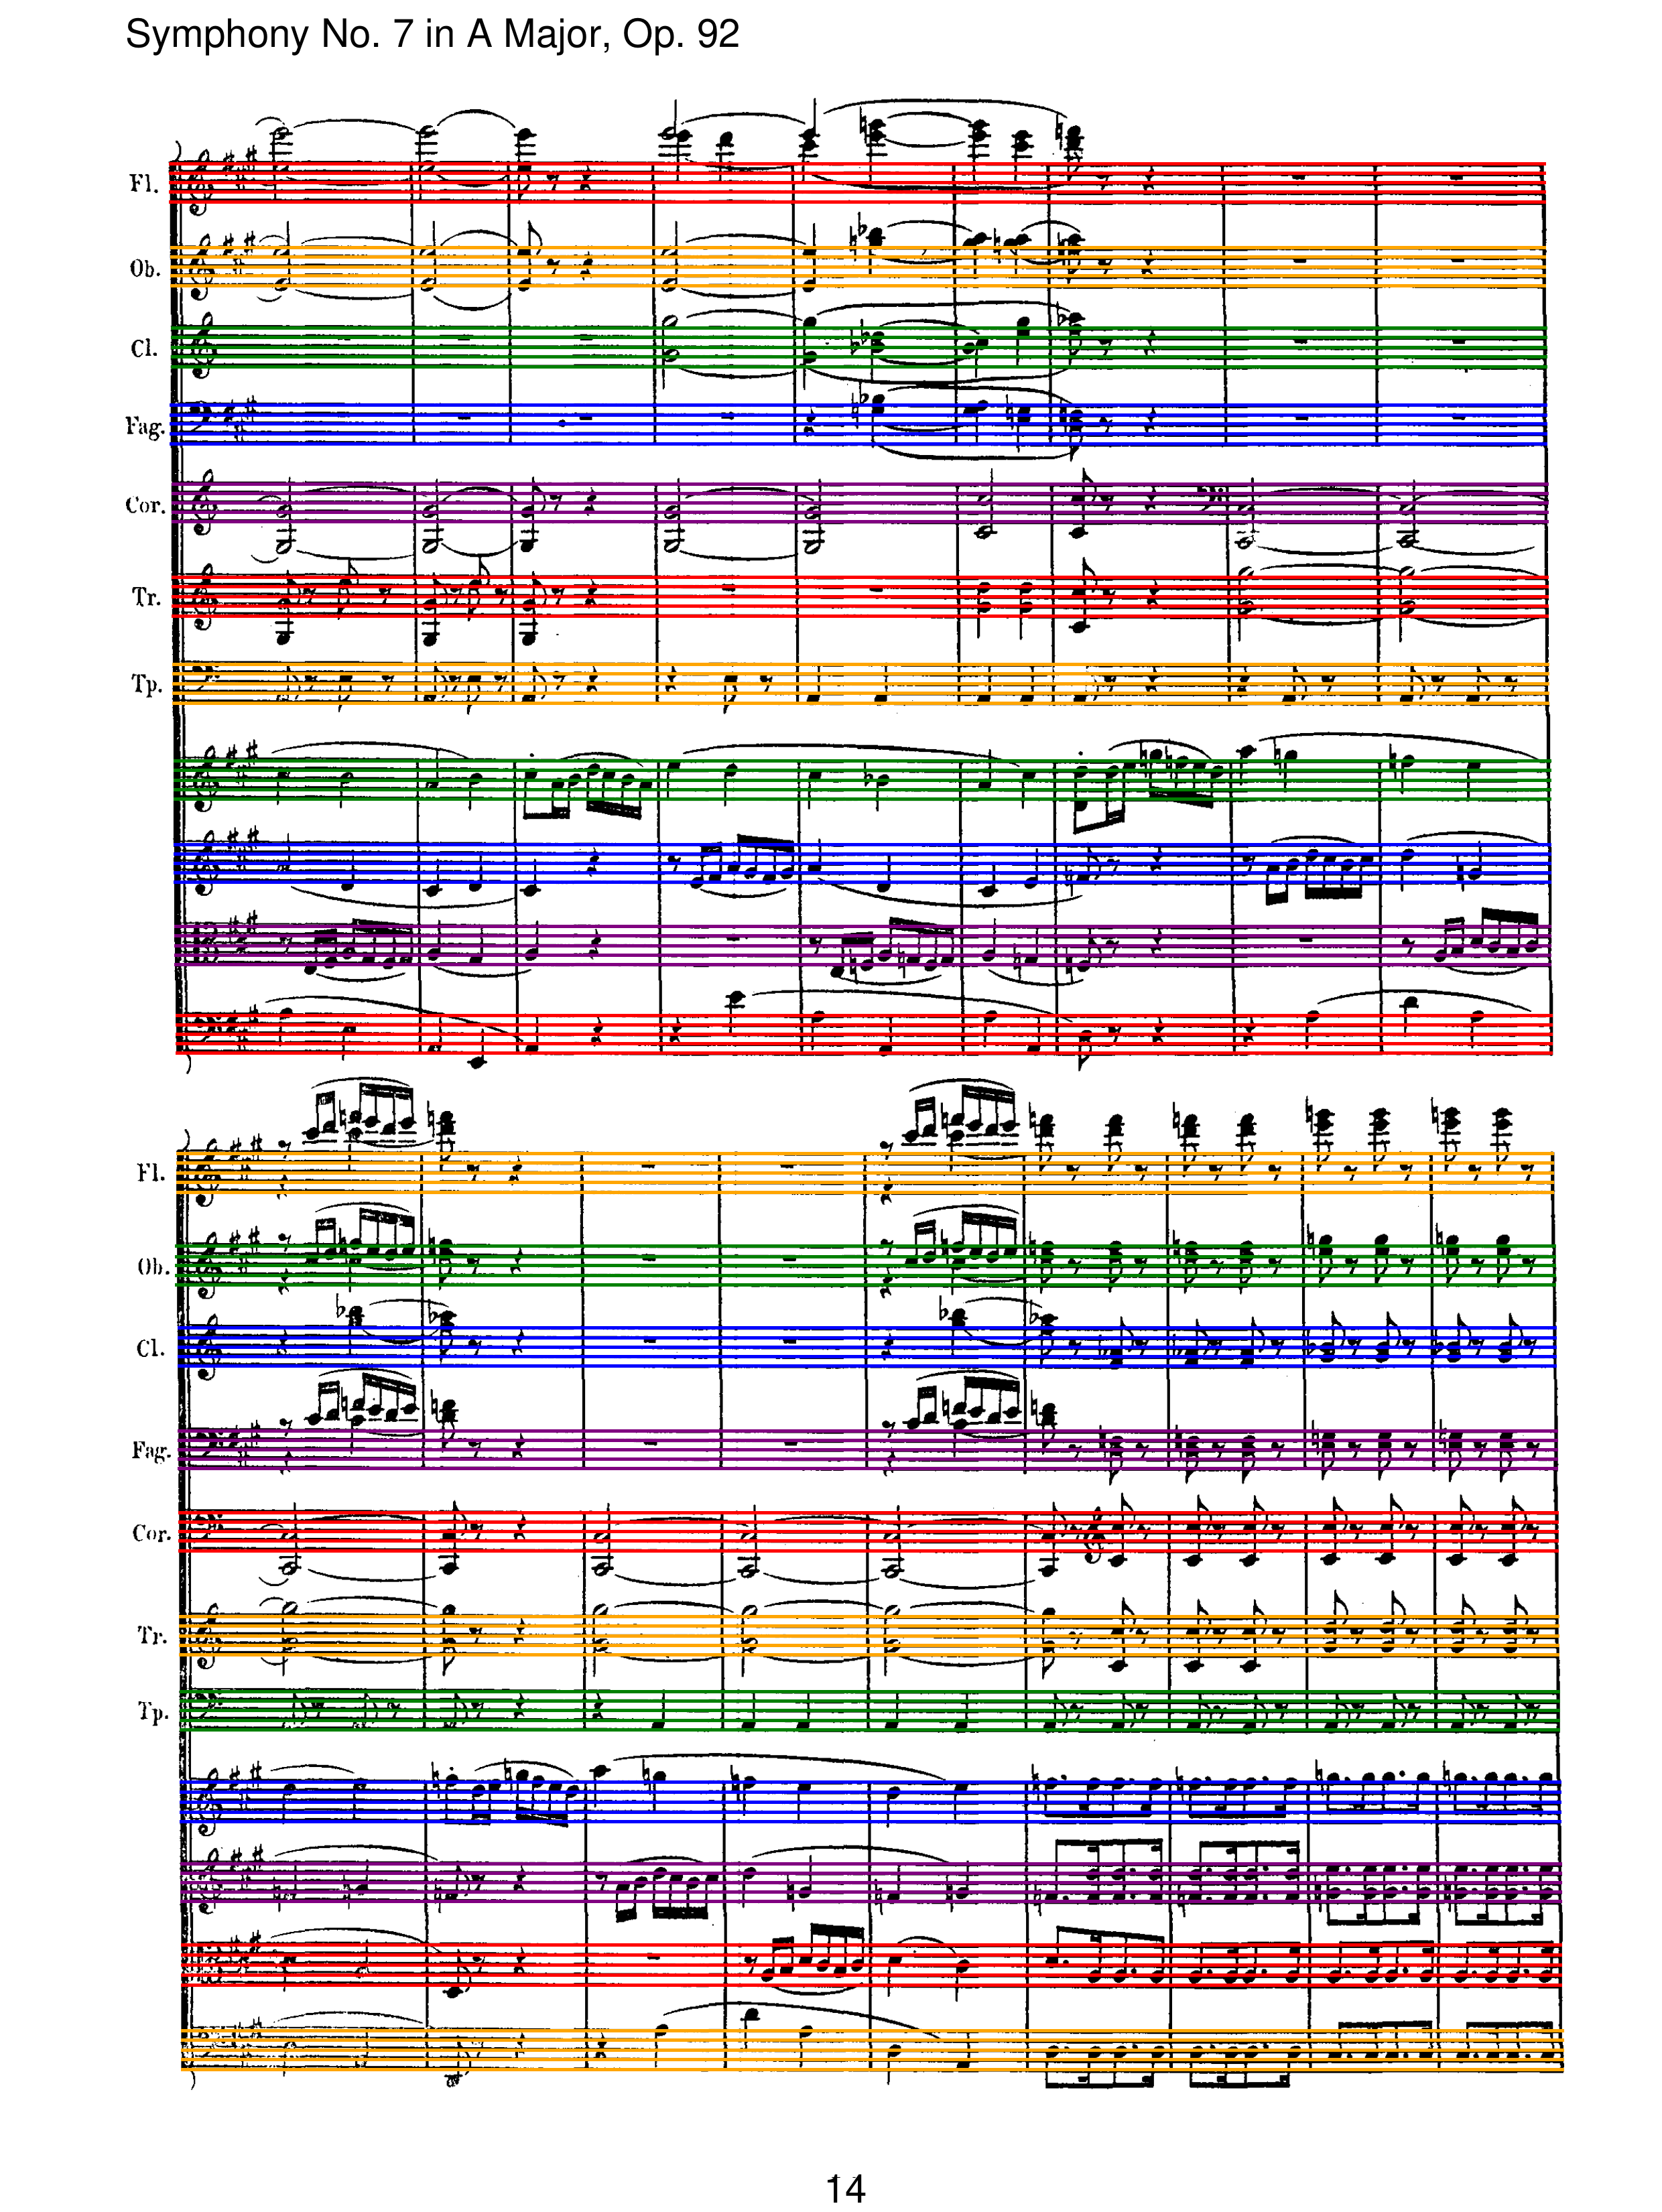 Symphony No. 7 in A Major, Op. 92
Fl.
Ob.
Cl.
Fag.
Cor.
Tr.
Tp.
Fl.
Ob.
Cl.
Fag.
Cor.
Tr.
Tp.
14